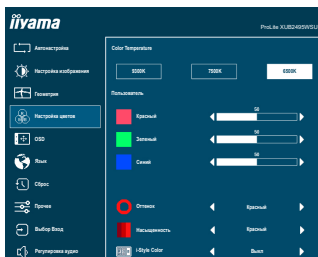 iiyama
ProLite XUB2495WSU
Автонастройка
Настройка изображения
Геометрия
Настройка цветов
OSD
Язык
Сброс
Прочее
Выбор Вход
Регулировка аудио
Color Temperature
9300K 7500K 6500K
Пользователь
Красный 50
Зеленый 50
Синий 50
Оттенок Красный
Насыщенность Красный
i-Style Color Выкл